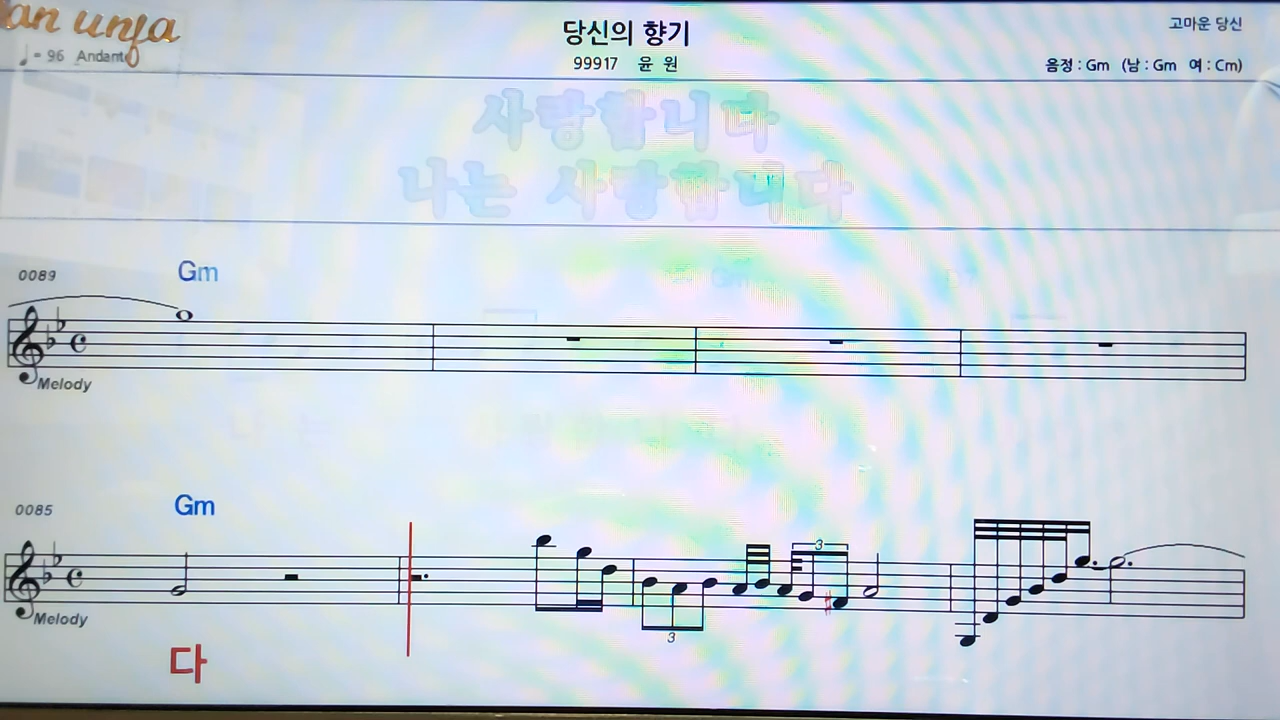 an unja
♩= 96 Andante
당신의 향기
99917 윤 원
고마운 당신
음정 : Gm (남 : Gm 여 : Cm)
사랑합니다
나는 사랑합니다
0089
Gm
Melody
0085
Gm
3
3
Melody
다